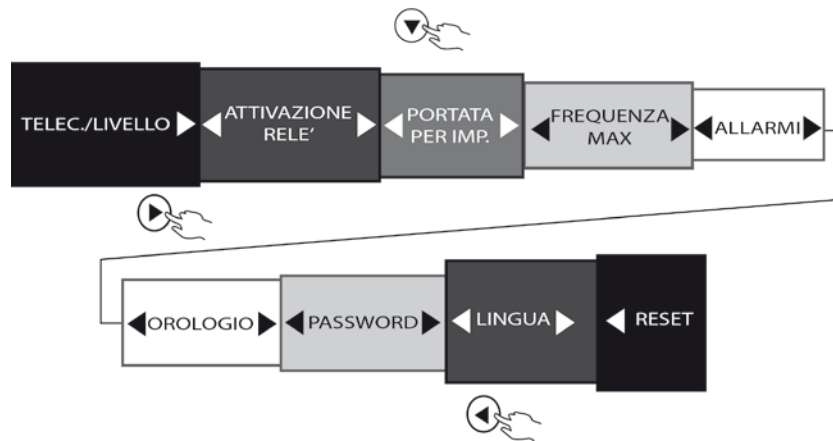 TELEC./LIVELLO
ATTIVAZIONE
RELE’
PORTATA
PER IMP.
FREQUENZA
MAX
ALLARMI
OROLOGIO
PASSWORD
LINGUA
RESET